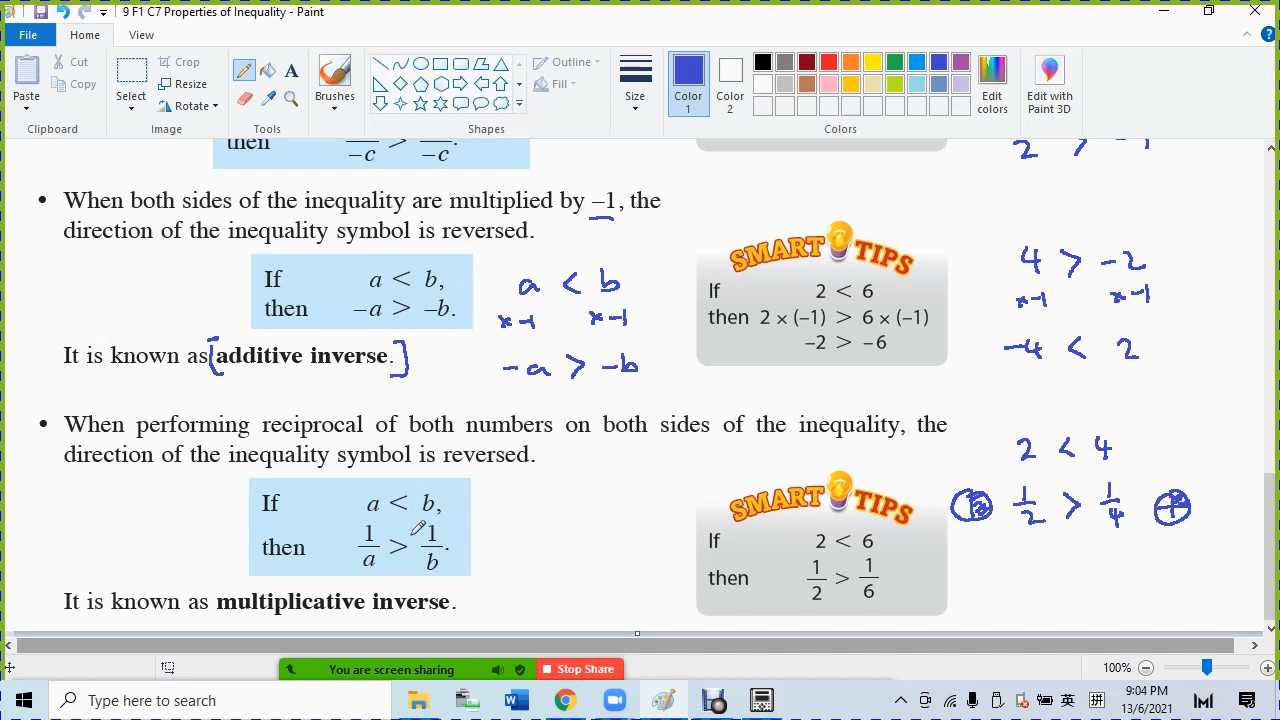 9 F1 C7 Properties of Inequality - Paint
File Home View
Paste Cut Copy Clipboard
Select Crop Resize Rotate Image
Tools
Brushes
Outline Fill Shapes
Size
Color 1 Color 2 Edit colors Colors
Edit with Paint 3D
then −c > −c.
2 > -1
• When both sides of the inequality are multiplied by –1, the
direction of the inequality symbol is reversed.
If a < b,
then –a > –b.
It is known as [additive inverse.]
a < b
×-1 ×-1
-a > -b
SMART TIPS
If 2 < 6
then 2 × (–1) > 6 × (–1)
–2 > –6
4 > -2
×-1 ×-1
-4 < 2
• When performing reciprocal of both numbers on both sides of the inequality, the
direction of the inequality symbol is reversed.
If a < b,
then 1/a > 1/b.
It is known as multiplicative inverse.
SMART TIPS
If 2 < 6
then 1/2 > 1/6
2 < 4
1/2 > 1/4
You are screen sharing Stop Share
100%
Type here to search
英 拼
9:04 PM
13/6/2021